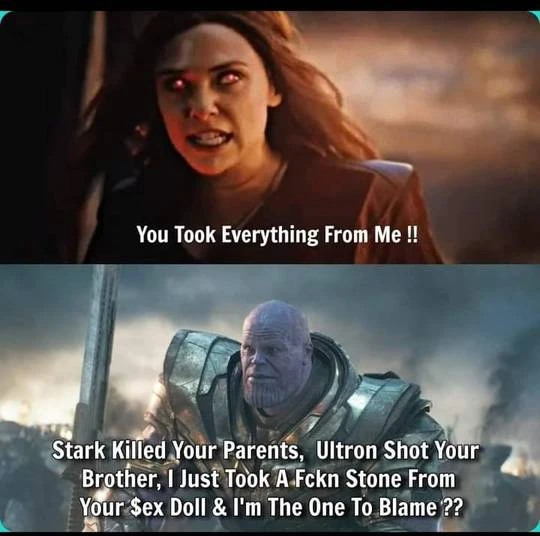 You Took Everything From Me !!
Stark Killed Your Parents, Ultron Shot Your
Brother, I Just Took A Fckn Stone From
Your $ex Doll & I'm The One To Blame ??